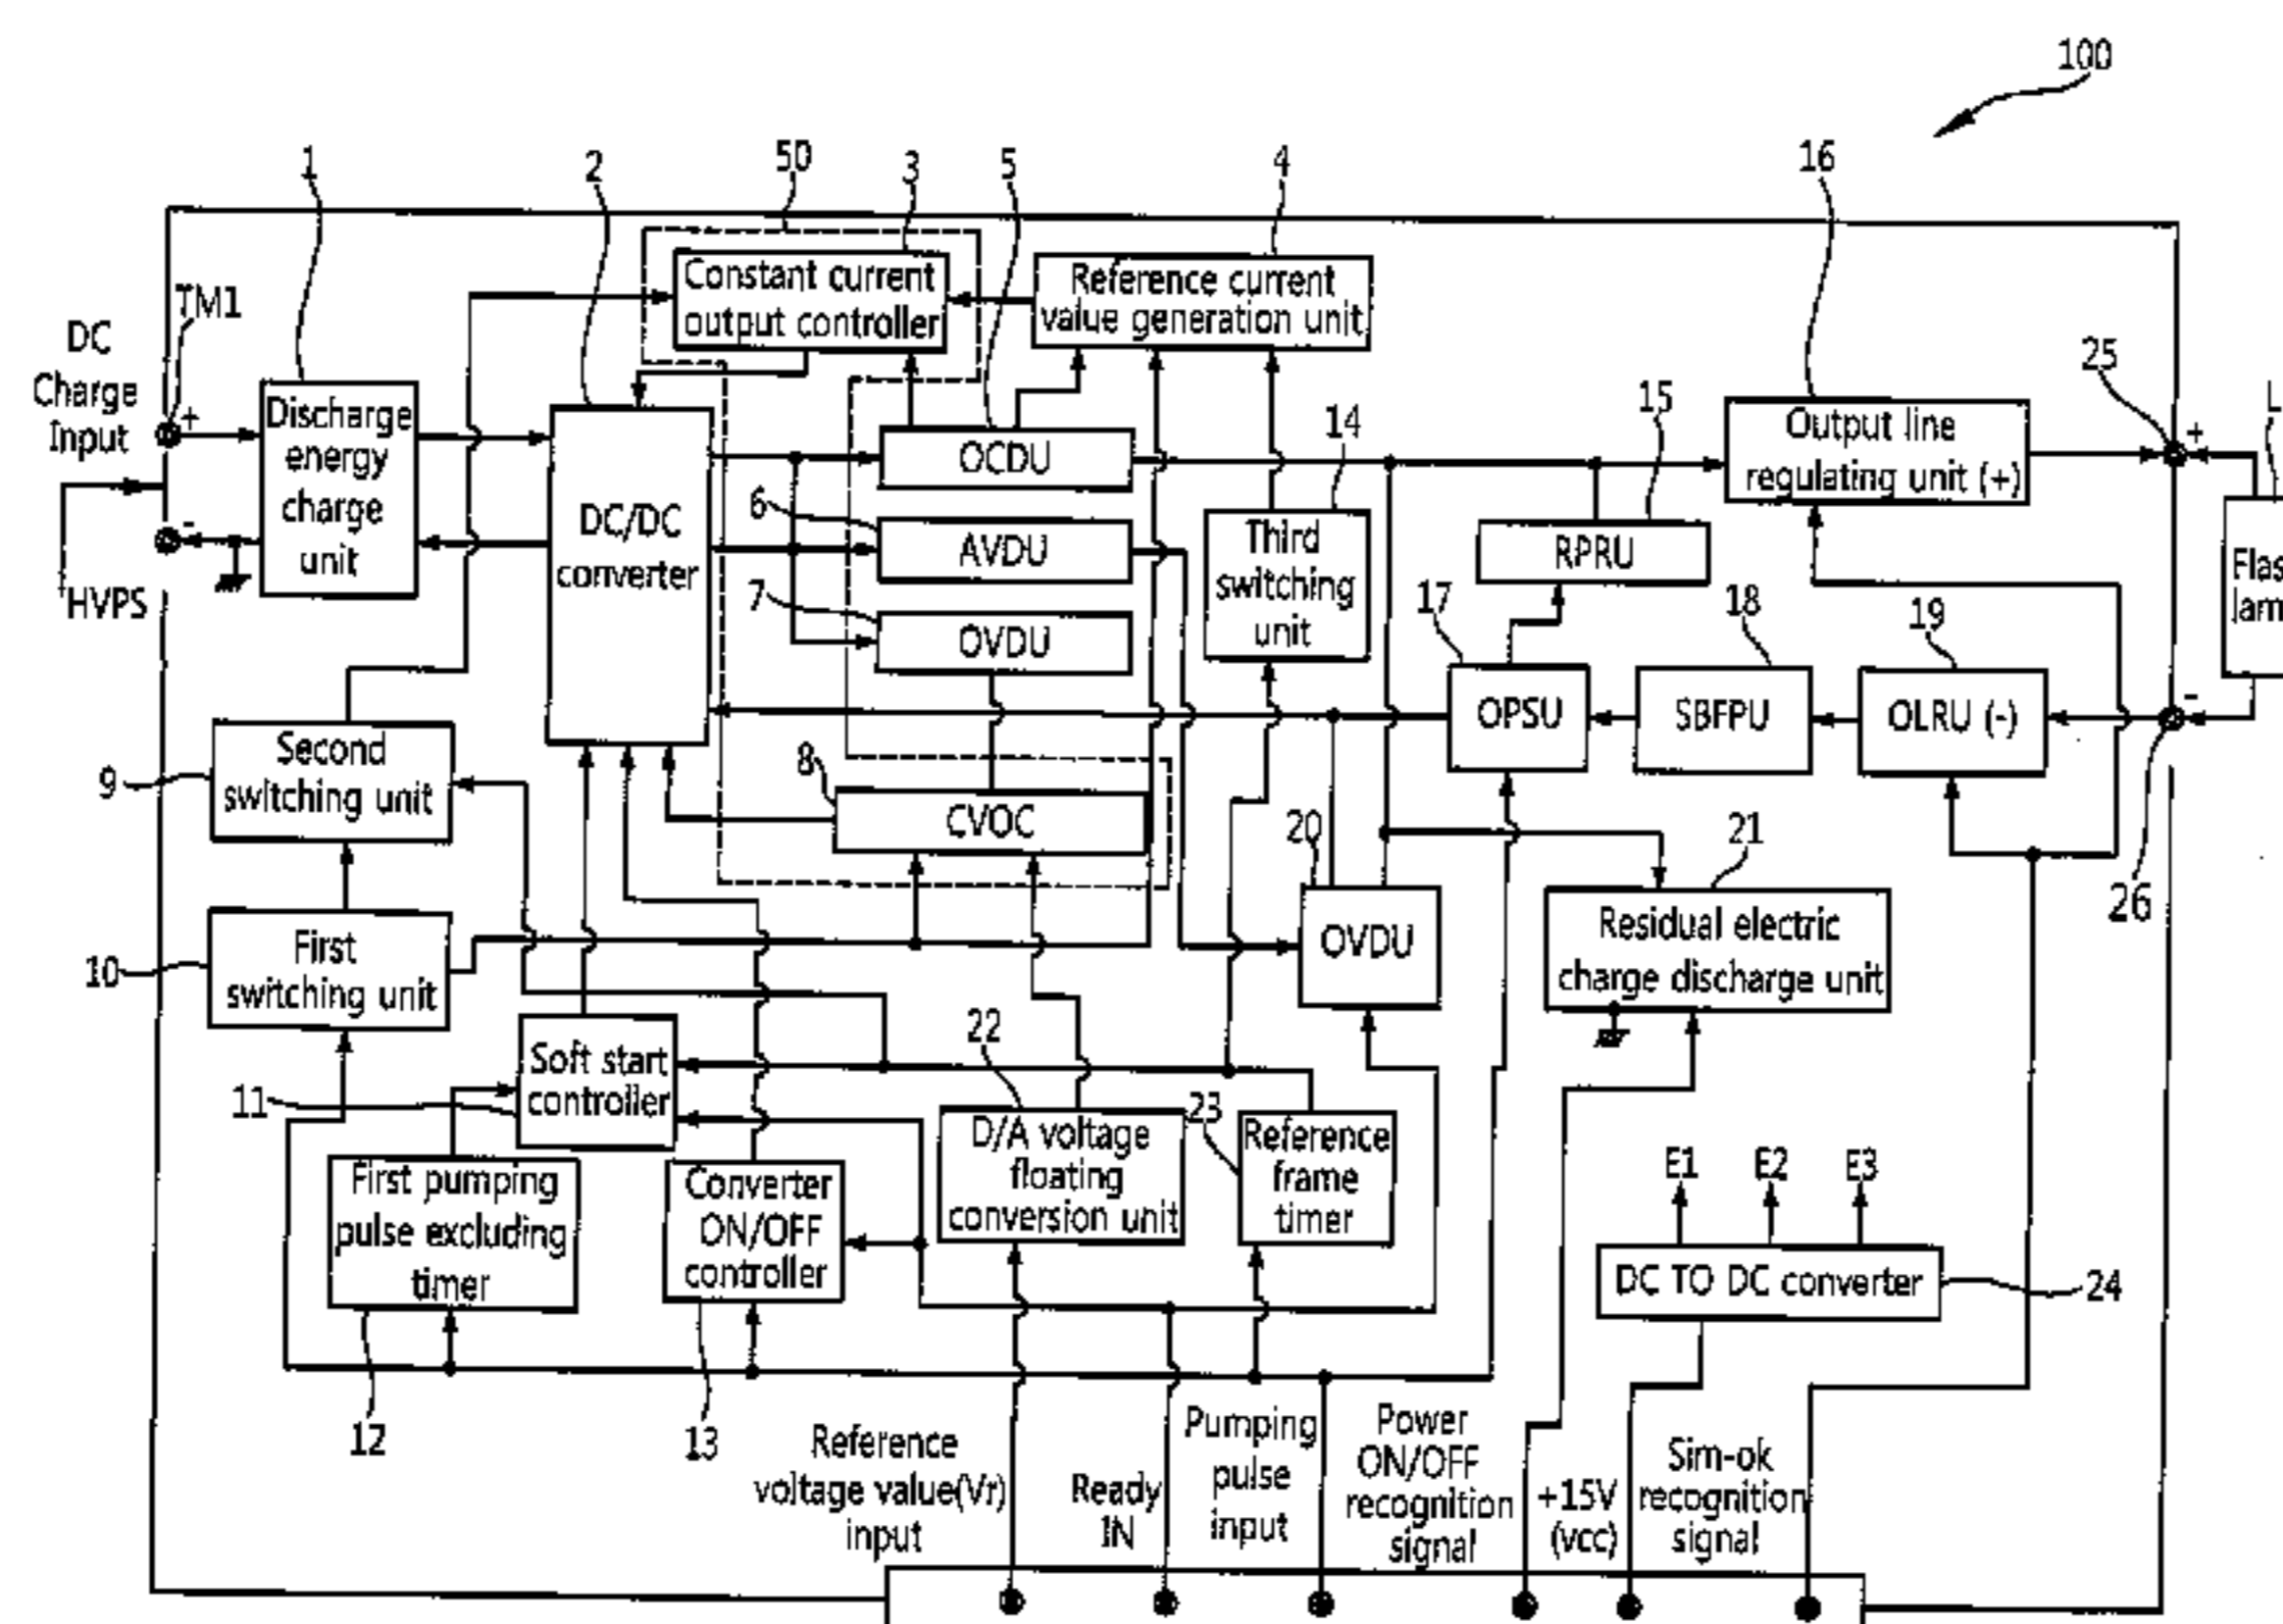 100
1
2
50
3
5
4
16
TM1
DC
Charge
Input
+
-
HVPS
Discharge
energy
charge
unit
DC/DC
converter
Constant current
output controller
Reference current
value generation unit
OCDU
6
AVDU
7
OVDU
14
Third
switching
unit
15
RPRU
Output line
regulating unit (+)
25
+
L
17
OPSU
18
SBFPU
19
OLRU (-)
-
26
9
Second
switching unit
8
CVOC
20
OVDU
21
Residual electric
charge discharge unit
10
First
switching unit
11
Soft start
controller
22
D/A voltage
floating
conversion unit
23
Reference
frame
timer
First pumping
pulse excluding
timer
12
Converter
ON/OFF
controller
13
E1
E2
E3
DC TO DC converter
24
Reference
voltage value(Vr)
input
Ready
IN
Pumping
pulse
input
Power
ON/OFF
recognition
signal
+15V
(vcc)
Sim-ok
recognition
signal